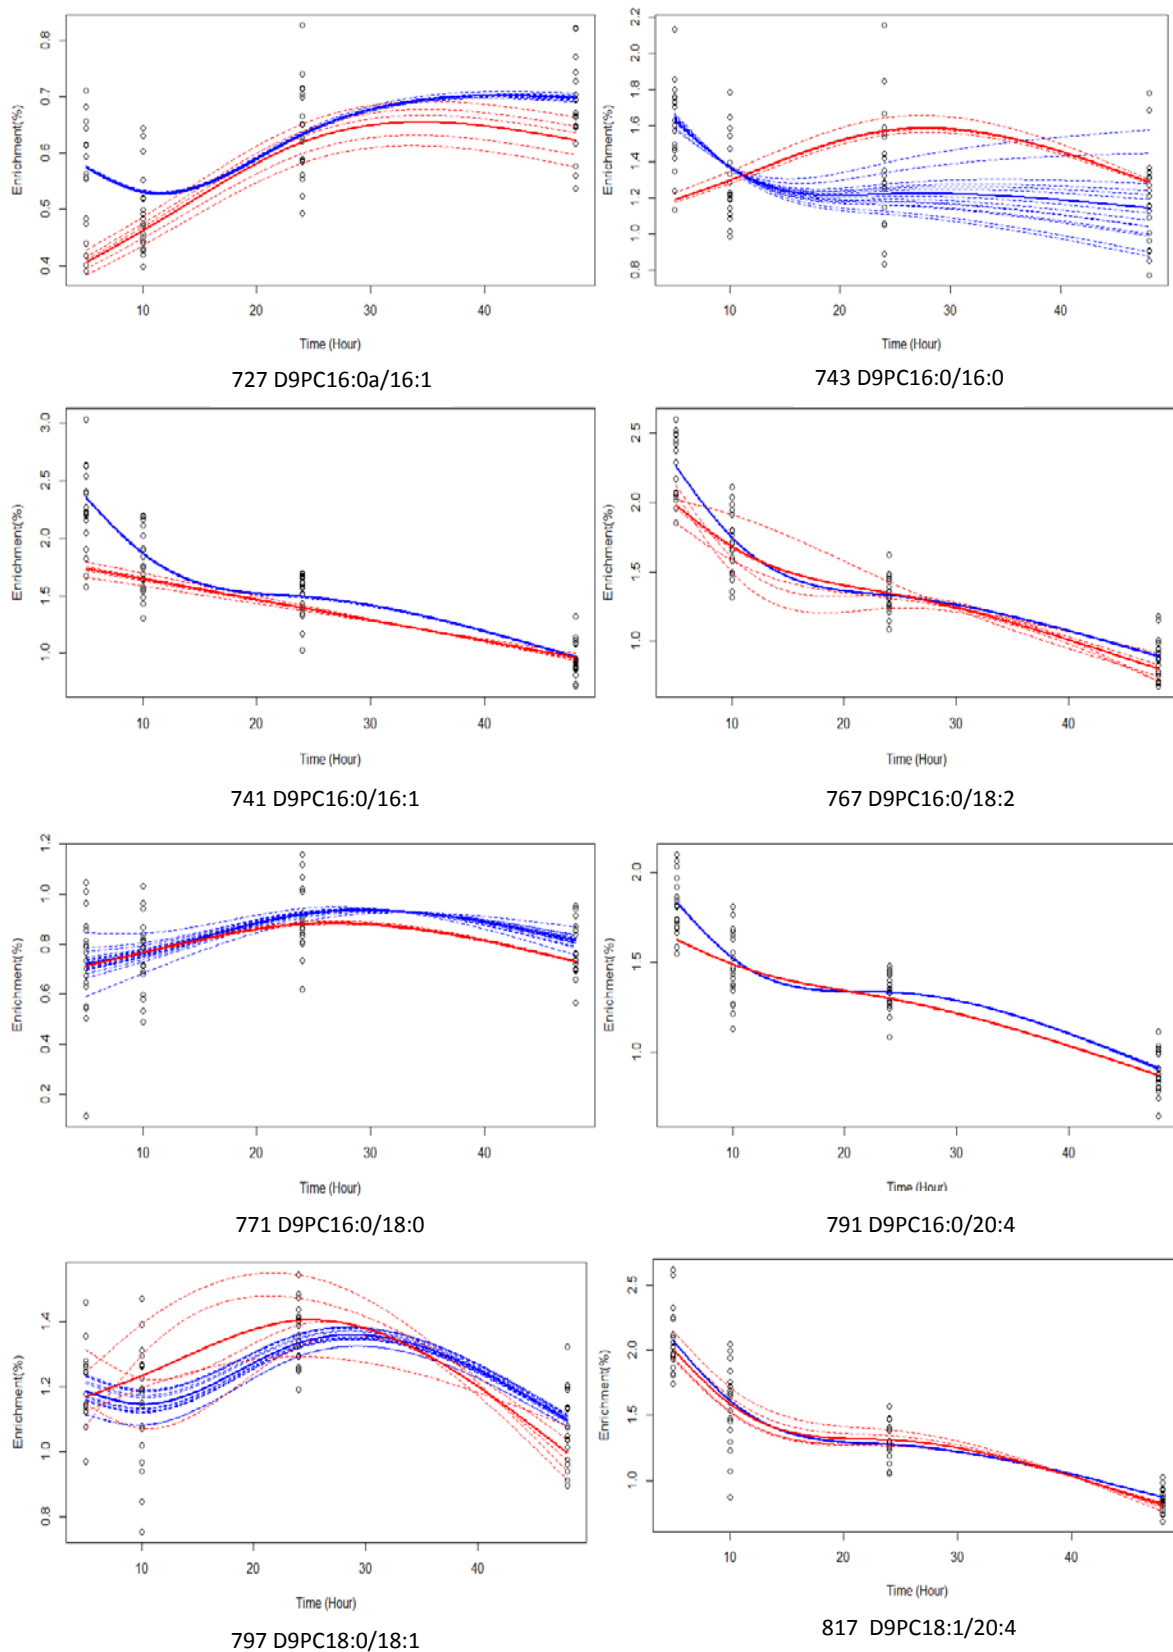 Enrichment(%)
0.4 0.5 0.6 0.7 0.8
10 20 30 40
Time (Hour)
727 D9PC16:0a/16:1
Enrichment(%)
0.8 1.0 1.2 1.4 1.6 1.8 2.0 2.2
10 20 30 40
Time (Hour)
743 D9PC16:0/16:0
Enrichment(%)
1.0 1.5 2.0 2.5 3.0
10 20 30 40
Time (Hour)
741 D9PC16:0/16:1
Enrichment(%)
1.0 1.5 2.0 2.5
10 20 30 40
Time (Hour)
767 D9PC16:0/18:2
Enrichment(%)
0.2 0.4 0.6 0.8 1.0 1.2
10 20 30 40
Time (Hour)
771 D9PC16:0/18:0
Enrichment(%)
1.0 1.5 2.0
10 20 30 40
Time (Hour)
791 D9PC16:0/20:4
Enrichment(%)
0.8 1.0 1.2 1.4
10 20 30 40
Time (Hour)
797 D9PC18:0/18:1
Enrichment(%)
1.0 1.5 2.0 2.5
10 20 30 40
Time (Hour)
817 D9PC18:1/20:4